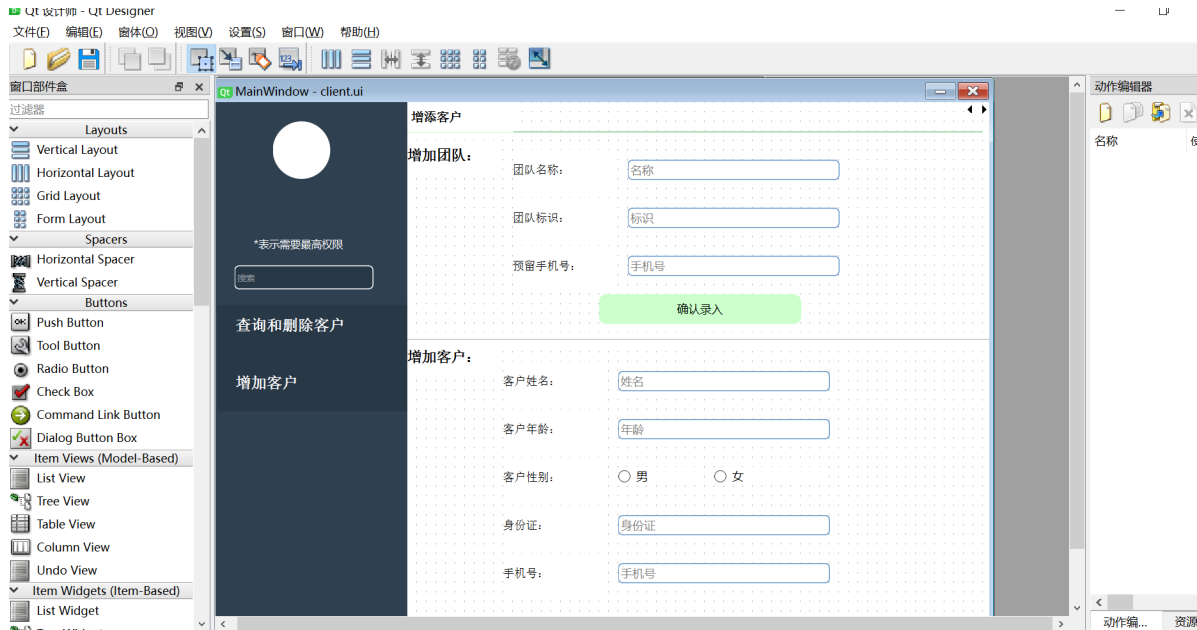 Qt 设计师 - Qt Designer
文件(F) 编辑(E) 窗体(O) 视图(V) 设置(S) 窗口(W) 帮助(H)
窗口部件盒
过滤器
Layouts
Vertical Layout
Horizontal Layout
Grid Layout
Form Layout
Spacers
Horizontal Spacer
Vertical Spacer
Buttons
Push Button
Tool Button
Radio Button
Check Box
Command Link Button
Dialog Button Box
Item Views (Model-Based)
List View
Tree View
Table View
Column View
Undo View
Item Widgets (Item-Based)
List Widget
MainWindow - client.ui
*表示需要最高权限
搜索
查询和删除客户
增加客户
增添客户
增加团队：
团队名称： 名称
团队标识： 标识
预留手机号： 手机号
确认录入
增加客户：
客户姓名： 姓名
客户年龄： 年龄
客户性别： 男 女
身份证： 身份证
手机号： 手机号
动作编辑器
名称
动作编... 资源